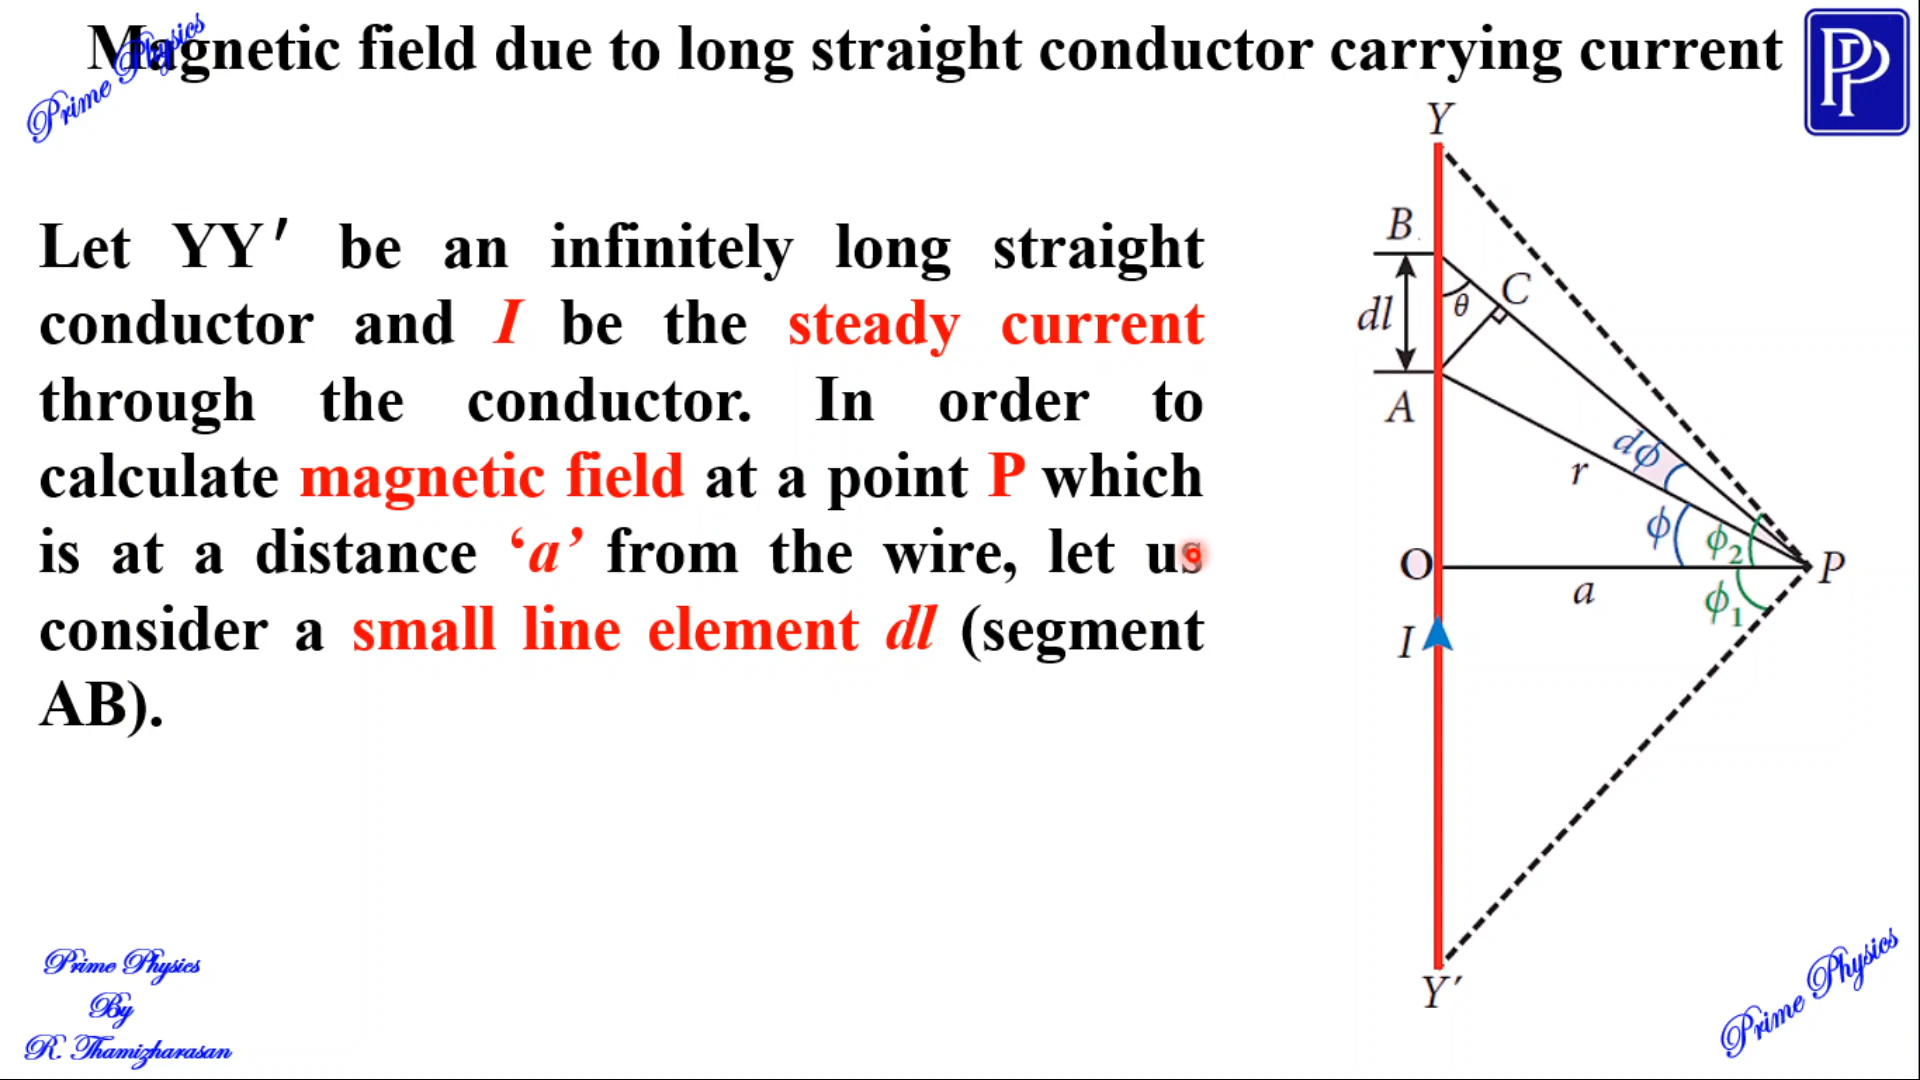 Magnetic field due to long straight conductor carrying current
Prime Physics
PP
Let YY′ be an infinitely long straight
conductor and I be the steady current
through the conductor. In order to
calculate magnetic field at a point P which
is at a distance ‘a’ from the wire, let us
consider a small line element dl (segment
AB).
Y
B
C
θ
dl
A
dϕ
r
ϕ
ϕ2
O
P
a
ϕ1
I
Y′
Prime Physics
By
R. Thamizharasan
Prime Physics